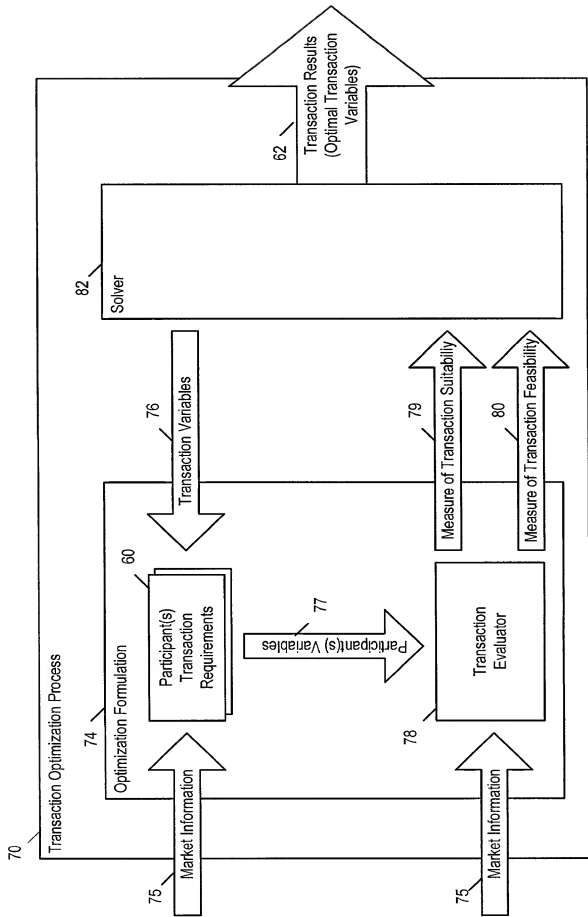 70
Transaction Optimization Process
74
Optimization Formulation
75
Market Information
60
Participant(s)
Transaction
Requirements
76
Transaction Variables
82
Solver
62
Transaction Results
(Optimal Transaction
Variables)
77
Participant(s) Variables
75
Market Information
78
Transaction
Evaluator
79
Measure of Transaction Suitability
80
Measure of Transaction Feasibility